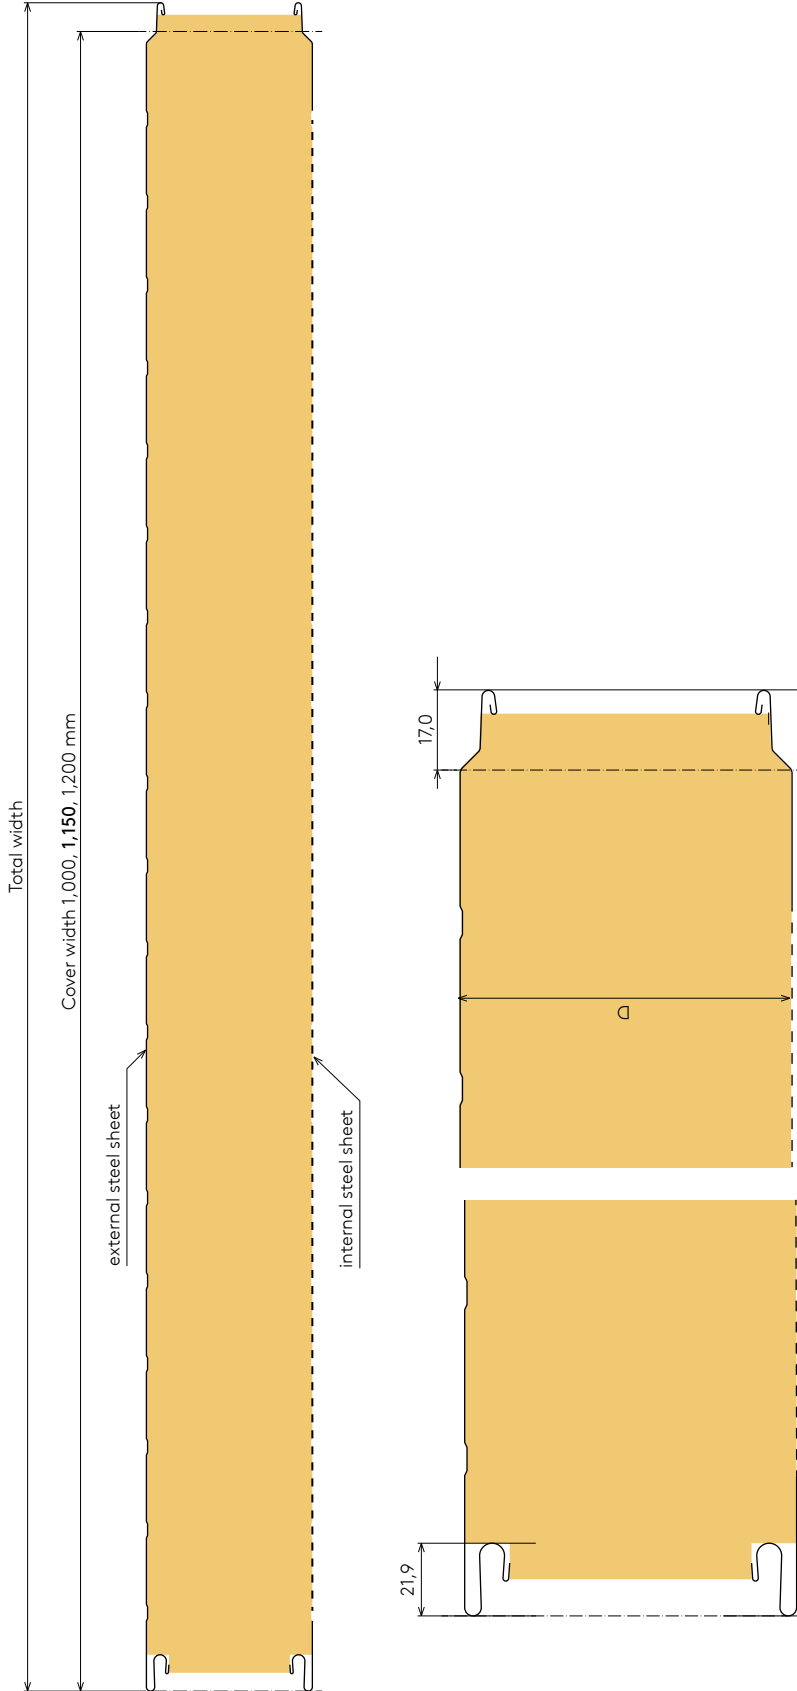 Total width
Cover width 1,000, 1,150, 1,200 mm
external steel sheet
internal steel sheet
17,0
D
21,9